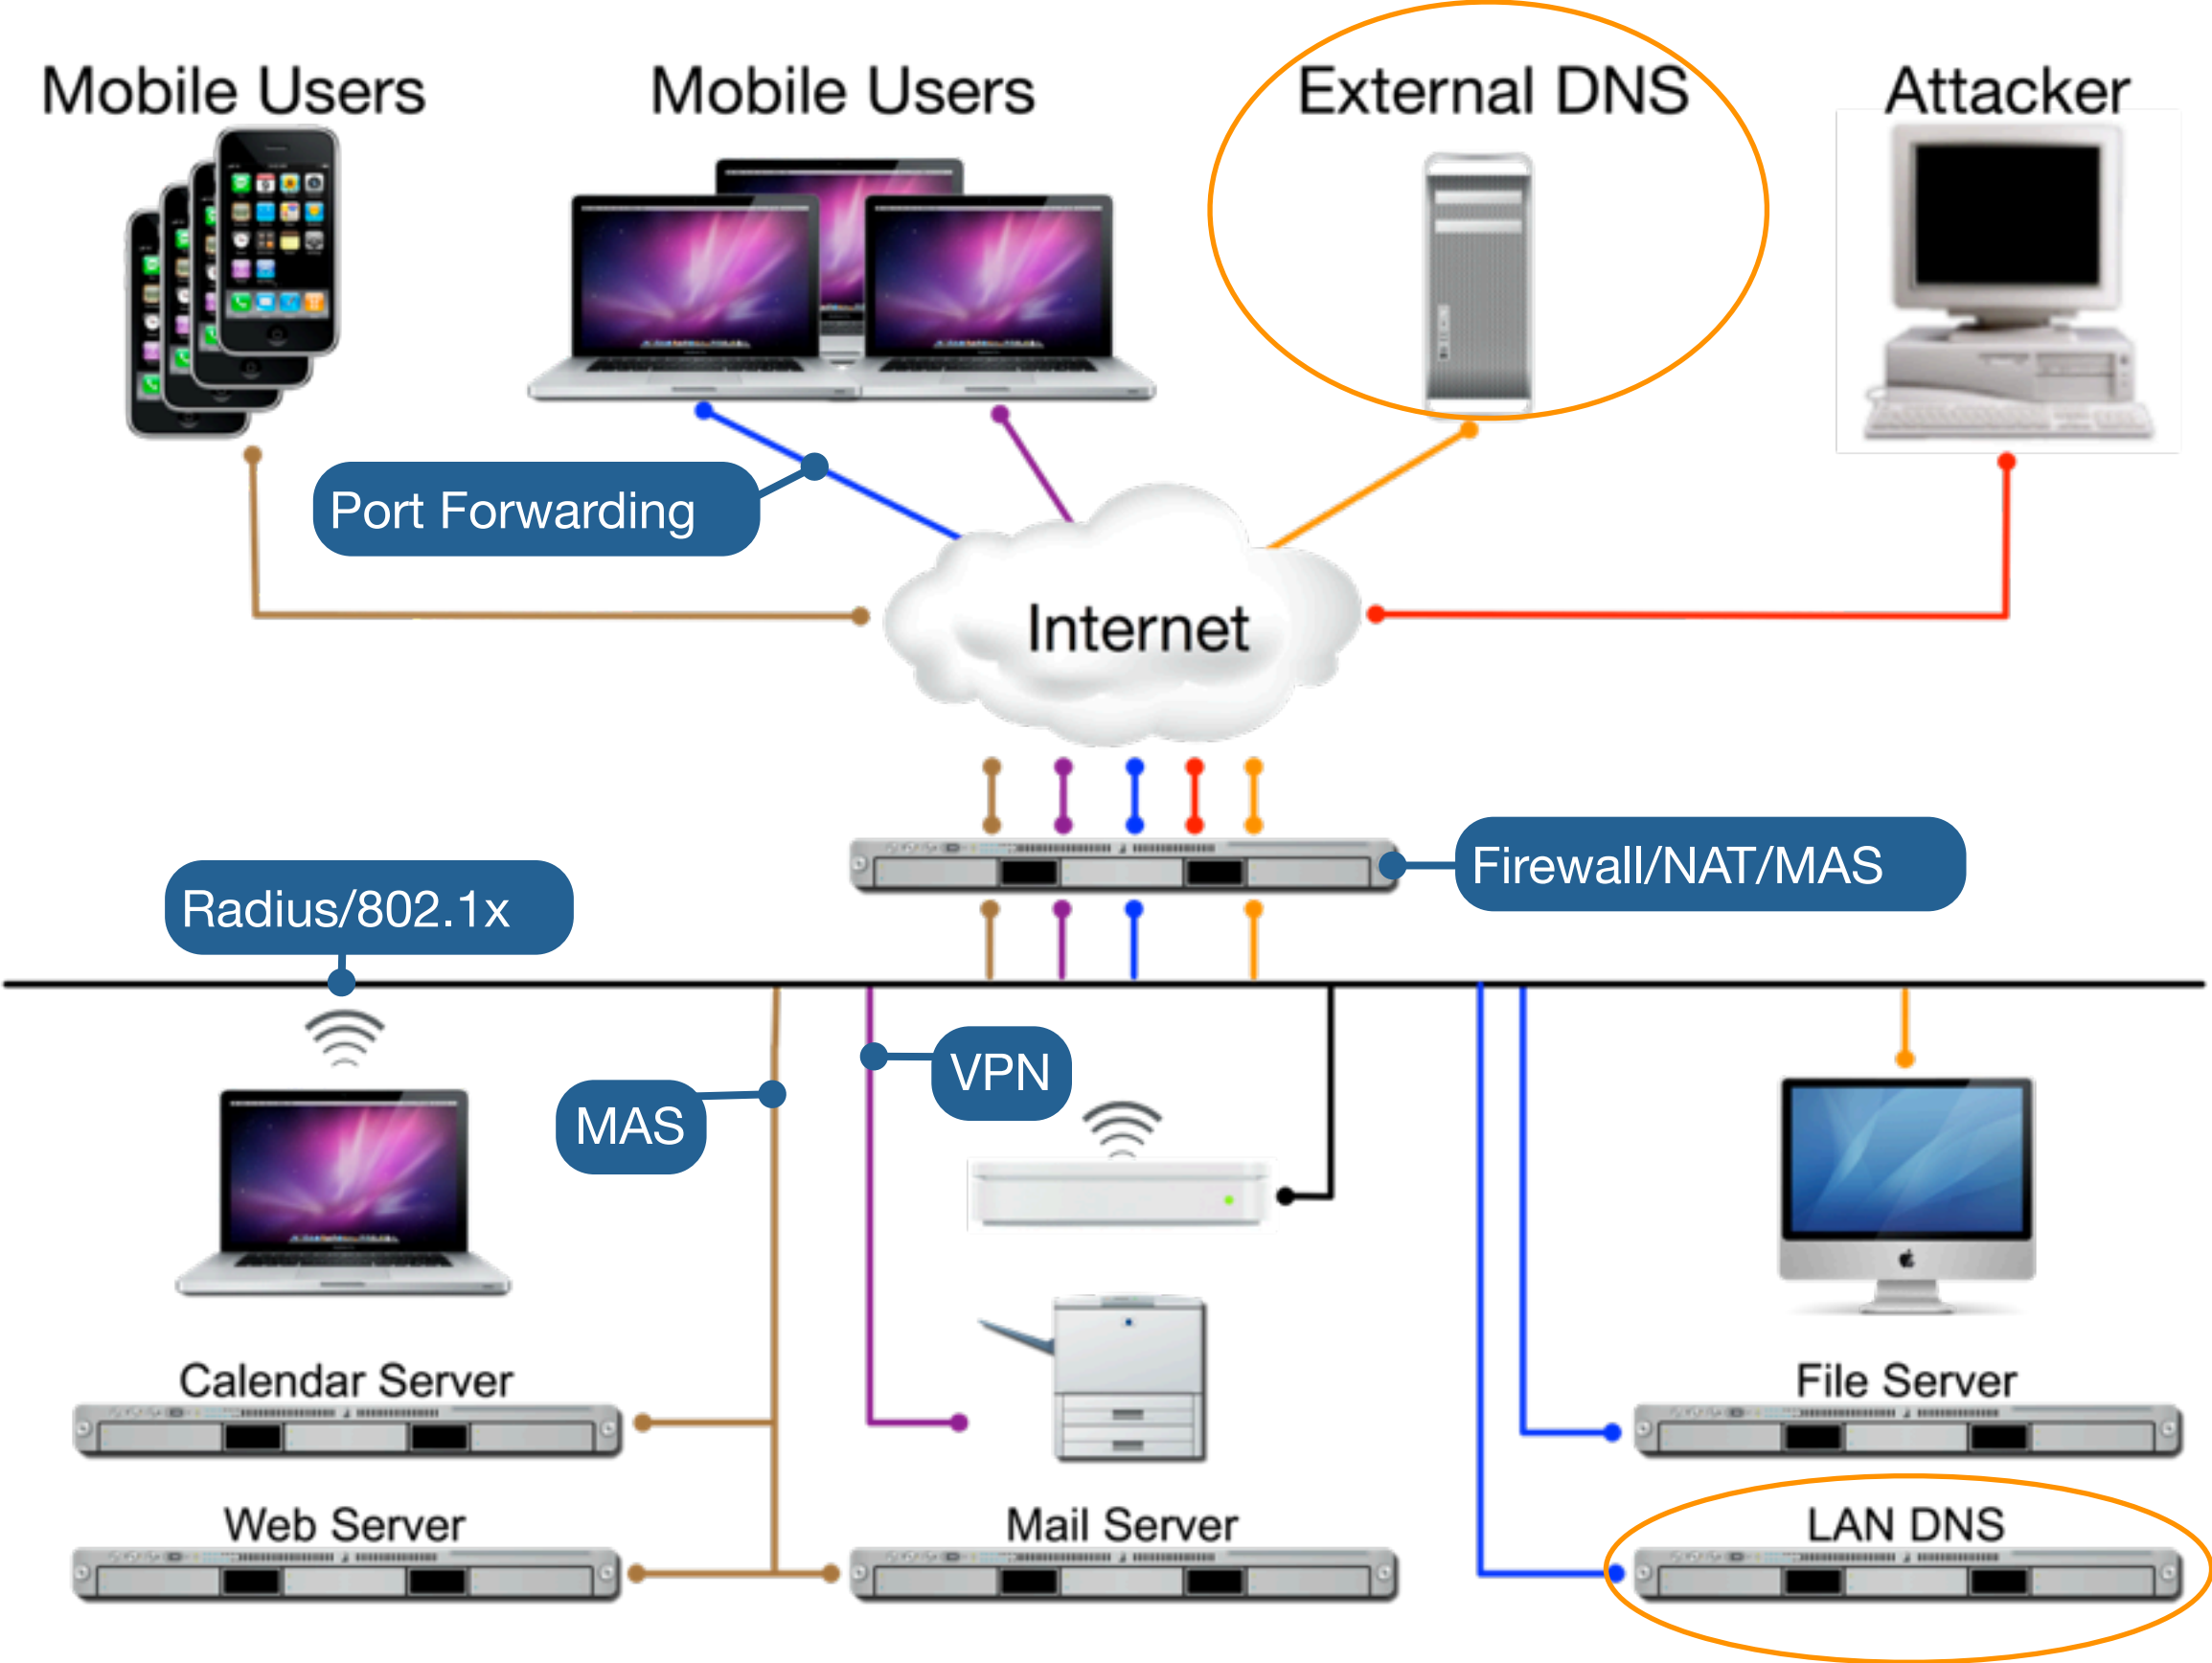 Mobile Users
Mobile Users
External DNS
Attacker
Port Forwarding
Internet
Firewall/NAT/MAS
Radius/802.1x
MAS
VPN
Calendar Server
File Server
Web Server
Mail Server
LAN DNS